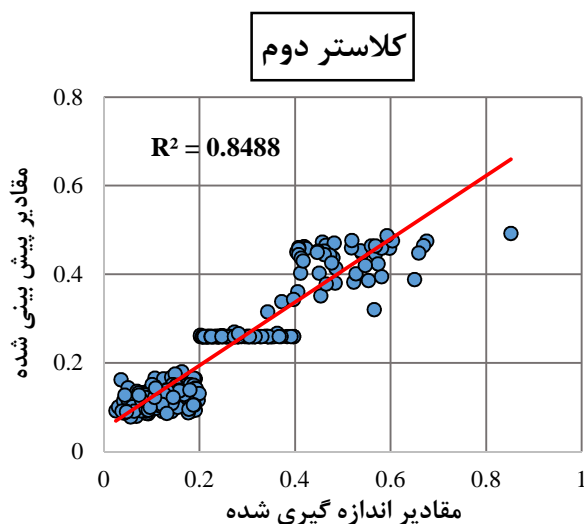 کلاستر دوم
R² = 0.8488
مقادیر پیش بینی شده
0.8
0.6
0.4
0.2
0
0 0.2 0.4 0.6 0.8 1
مقادیر اندازه گیری شده